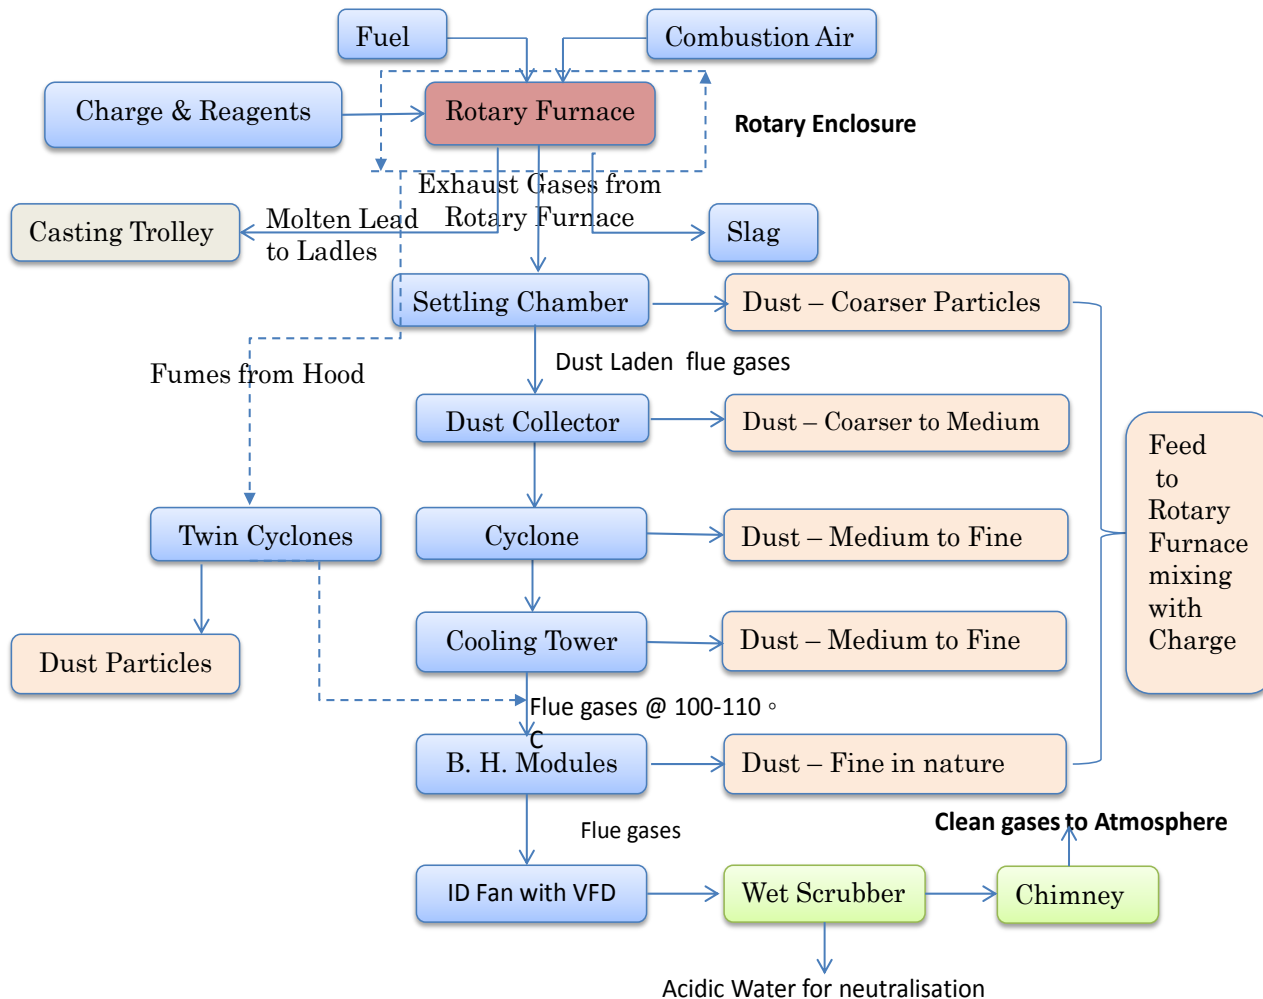 Fuel
Combustion Air
Charge & Reagents
Rotary Furnace
Rotary Enclosure
Exhaust Gases from
Rotary Furnace
Casting Trolley
Molten Lead
to Ladles
Slag
Settling Chamber
Dust – Coarser Particles
Dust Laden flue gases
Fumes from Hood
Dust Collector
Dust – Coarser to Medium
Feed
to
Rotary
Furnace
mixing
with
Charge
Twin Cyclones
Cyclone
Dust – Medium to Fine
Cooling Tower
Dust – Medium to Fine
Dust Particles
Flue gases @ 100-110 °
C
B. H. Modules
Dust – Fine in nature
Flue gases
Clean gases to Atmosphere
ID Fan with VFD
Wet Scrubber
Chimney
Acidic Water for neutralisation